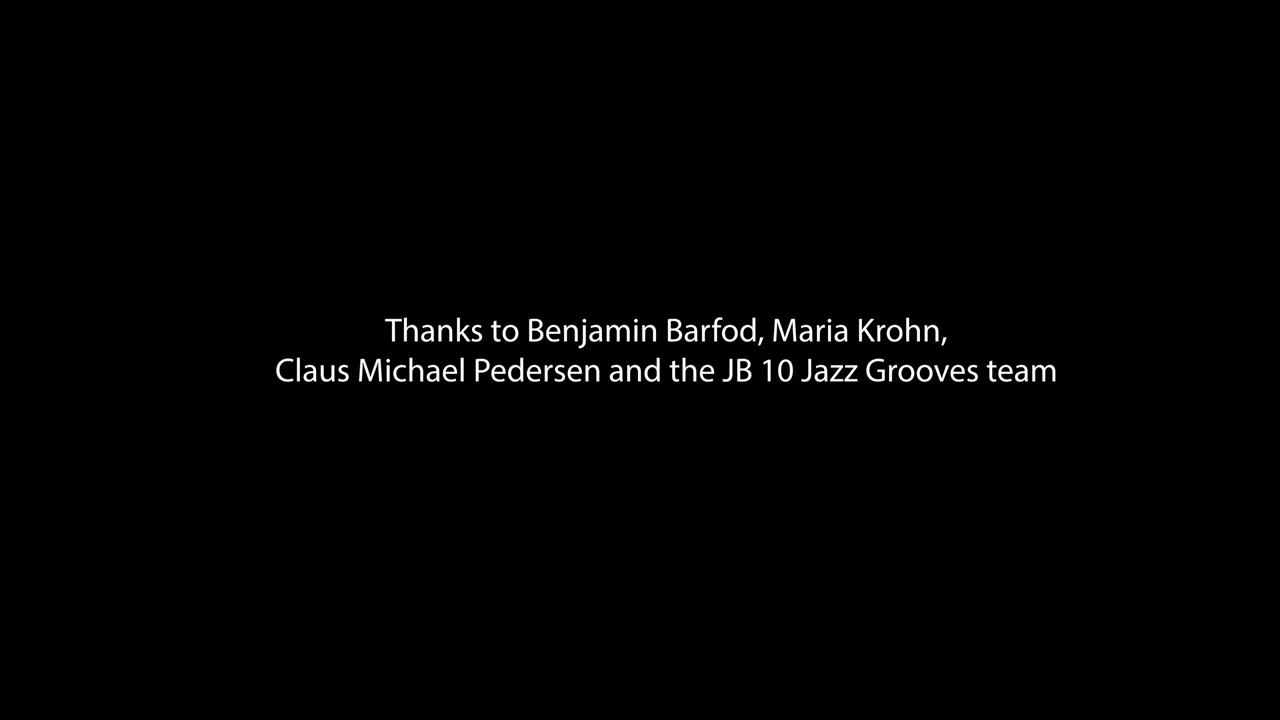 Thanks to Benjamin Barfod, Maria Krohn,
Claus Michael Pedersen and the JB 10 Jazz Grooves team